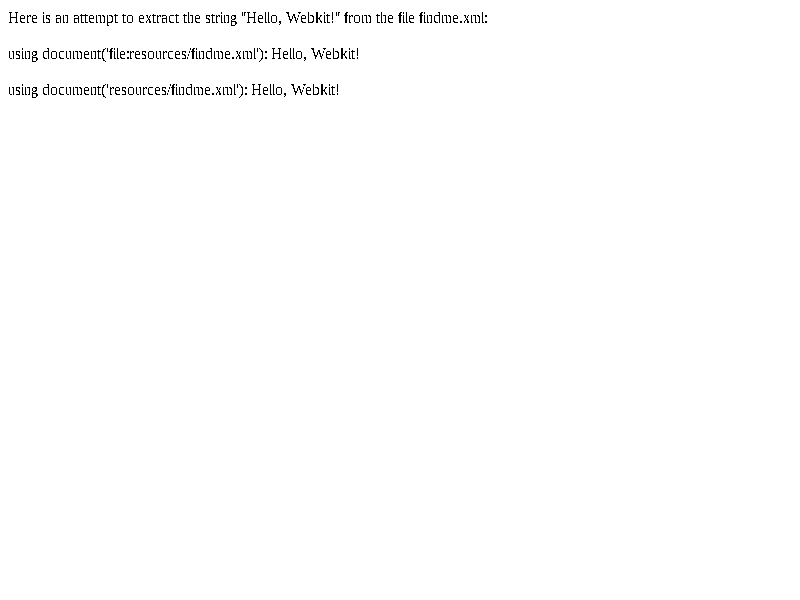 Here is an attempt to extract the string "Hello, Webkit!" from the file findme.xml:
using document('file:resources/findme.xml'): Hello, Webkit!
using document('resources/findme.xml'): Hello, Webkit!